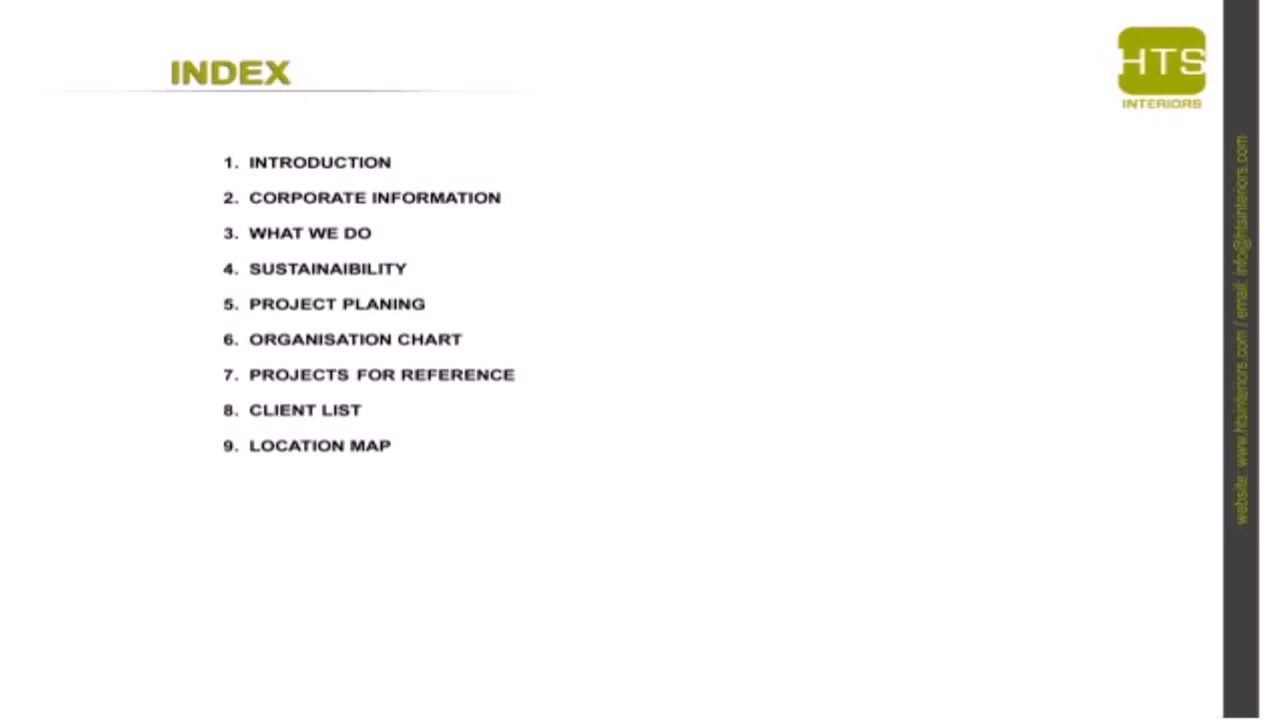 INDEX
HTS
INTERIORS
1. INTRODUCTION
2. CORPORATE INFORMATION
3. WHAT WE DO
4. SUSTAINAIBILITY
5. PROJECT PLANING
6. ORGANISATION CHART
7. PROJECTS FOR REFERENCE
8. CLIENT LIST
9. LOCATION MAP
website: www.htsinteriors.com / email: info@htsinteriors.com